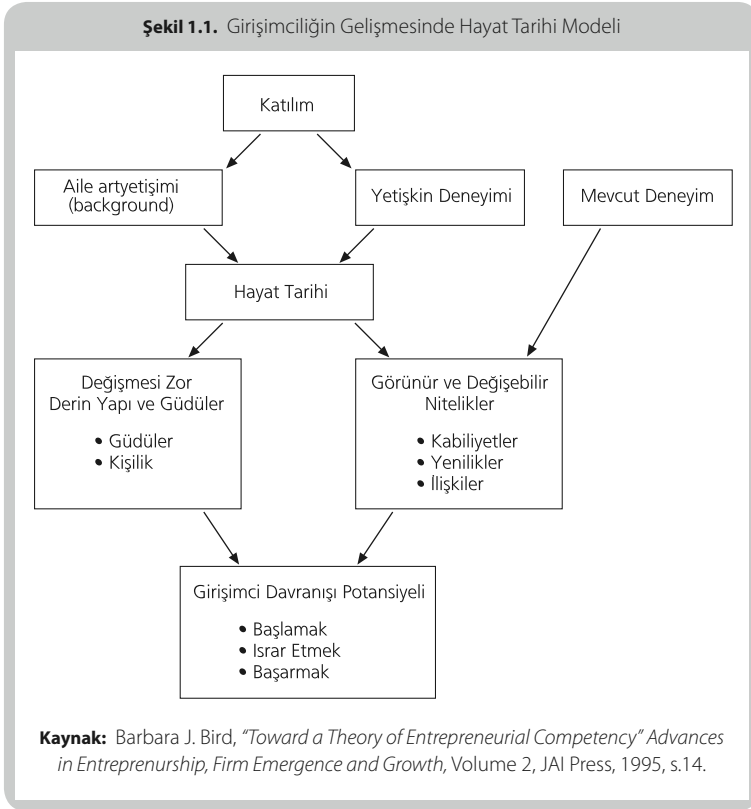 Şekil 1.1. Girişimciliğin Gelişmesinde Hayat Tarihi Modeli
Katılım
Aile artyetişimi
(background)
Yetişkin Deneyimi
Mevcut Deneyim
Hayat Tarihi
Değişmesi Zor
Derin Yapı ve Güdüler
• Güdüler
• Kişilik
Görünür ve Değişebilir
Nitelikler
• Kabiliyetler
• Yenilikler
• İlişkiler
Girişimci Davranışı Potansiyeli
• Başlamak
• Israr Etmek
• Başarmak
Kaynak: Barbara J. Bird, "Toward a Theory of Entrepreneurial Competency" Advances
in Entreprenurship, Firm Emergence and Growth, Volume 2, JAI Press, 1995, s.14.